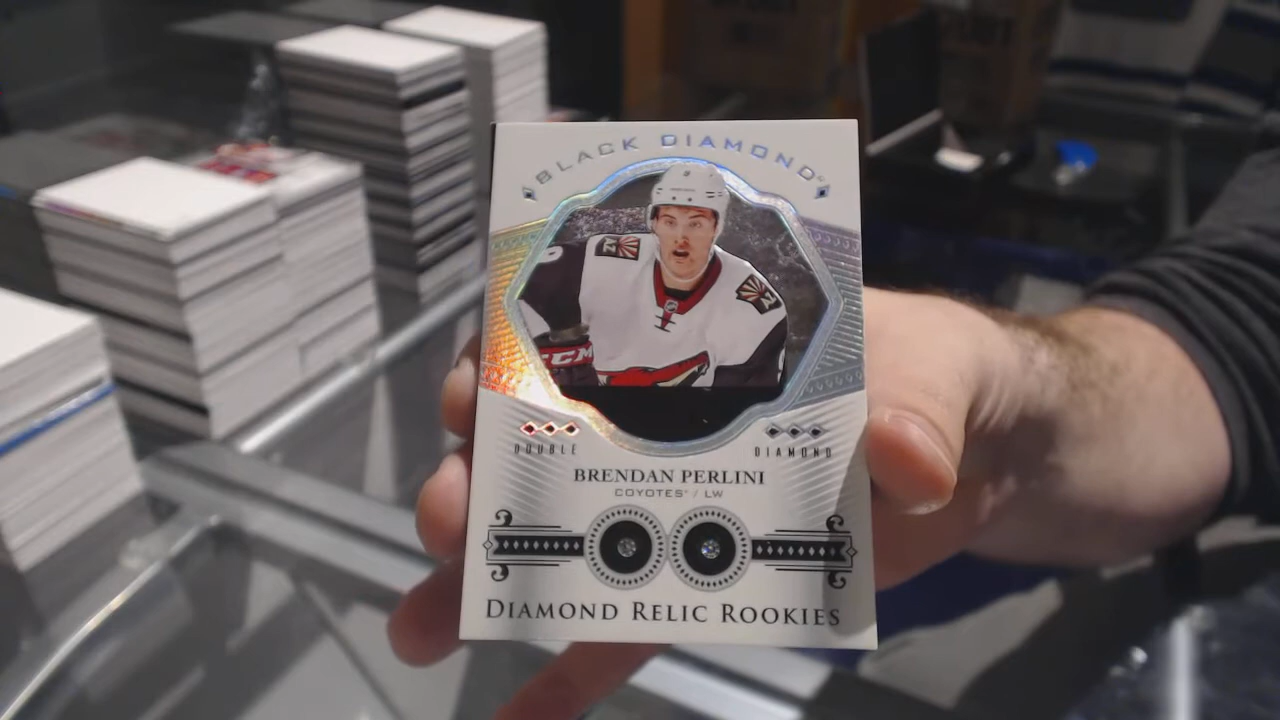 BLACK DIAMOND
CCM
DOUBLE DIAMOND
BRENDAN PERLINI
COYOTES / LW
DIAMOND RELIC ROOKIES